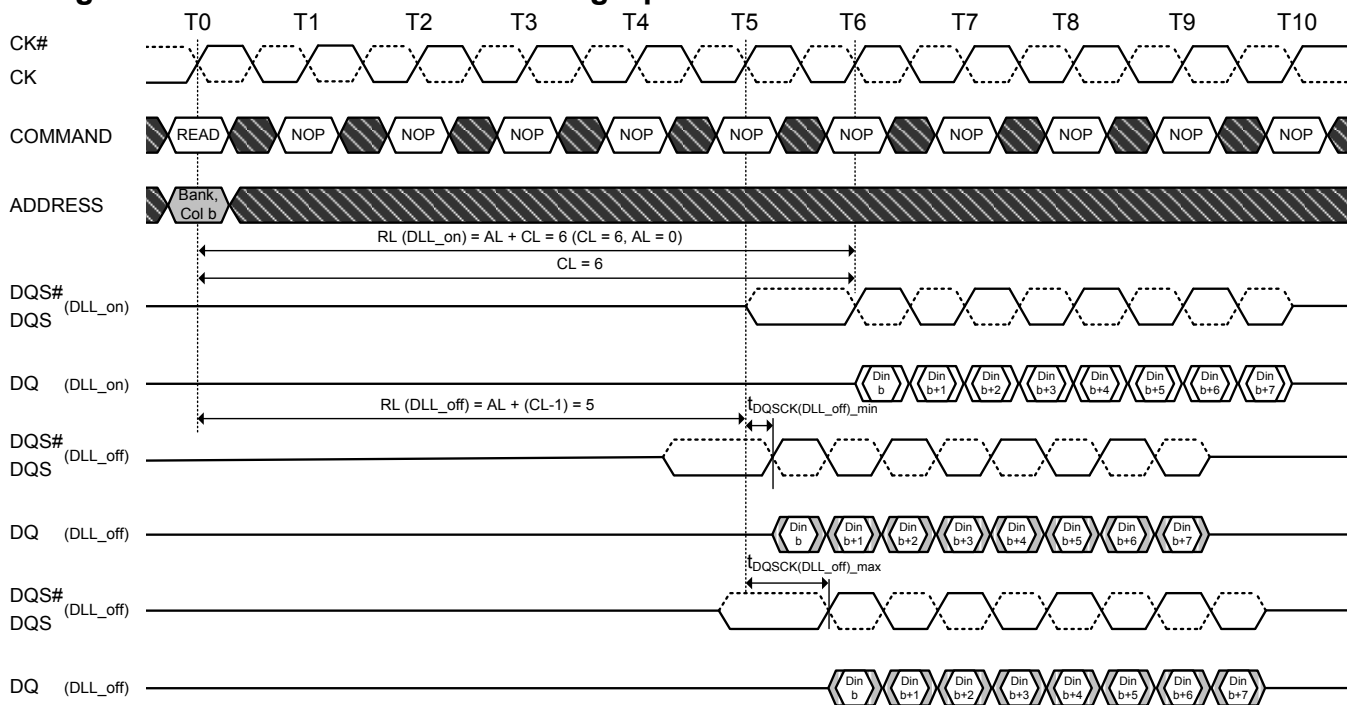 T0 T1 T2 T3 T4 T5 T6 T7 T8 T9 T10
CK#
CK
COMMAND READ NOP NOP NOP NOP NOP NOP NOP NOP NOP NOP
ADDRESS Bank,
Col b
RL (DLL_on) = AL + CL = 6 (CL = 6, AL = 0)
CL = 6
DQS# (DLL_on)
DQS
DQ (DLL_on) Din Din Din Din Din Din Din Din
b b+1 b+2 b+3 b+4 b+5 b+6 b+7
RL (DLL_off) = AL + (CL-1) = 5 tDQSCK(DLL_off)_min
DQS# (DLL_off)
DQS
DQ (DLL_off) Din Din Din Din Din Din Din Din
b b+1 b+2 b+3 b+4 b+5 b+6 b+7
tDQSCK(DLL_off)_max
DQS# (DLL_off)
DQS
DQ (DLL_off) Din Din Din Din Din Din Din Din
b b+1 b+2 b+3 b+4 b+5 b+6 b+7